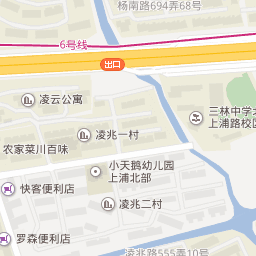 杨南路694弄68号
6号线
出口
凌云公寓
三林中学
上浦路校区
凌兆一村
农家菜川百味
小天鹅幼儿园
上浦北部
快客便利店
凌兆二村
罗森便利店
凌兆路555弄10号